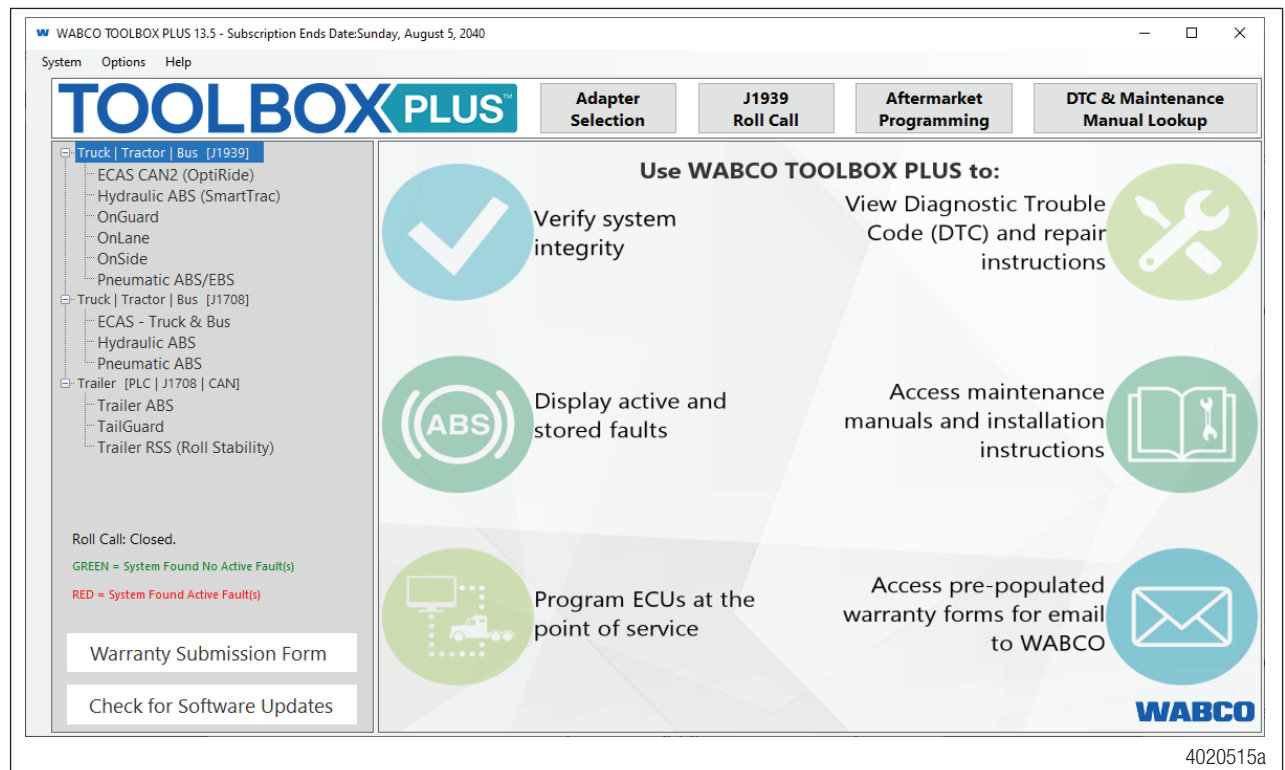 WABCO TOOLBOX PLUS 13.5 - Subscription Ends Date:Sunday, August 5, 2040
System Options Help
TOOLBOX PLUS™
Adapter
Selection
J1939
Roll Call
Aftermarket
Programming
DTC & Maintenance
Manual Lookup
Truck | Tractor | Bus [J1939]
ECAS CAN2 (OptiRide)
Hydraulic ABS (SmartTrac)
OnGuard
OnLane
OnSide
Pneumatic ABS/EBS
Truck | Tractor | Bus [J1708]
ECAS - Truck & Bus
Hydraulic ABS
Pneumatic ABS
Trailer [PLC | J1708 | CAN]
Trailer ABS
TailGuard
Trailer RSS (Roll Stability)
Roll Call: Closed.
GREEN = System Found No Active Fault(s)
RED = System Found Active Fault(s)
Warranty Submission Form
Check for Software Updates
Use WABCO TOOLBOX PLUS to:
Verify system
integrity
View Diagnostic Trouble
Code (DTC) and repair
instructions
ABS
Display active and
stored faults
Access maintenance
manuals and installation
instructions
Program ECUs at the
point of service
Access pre-populated
warranty forms for email
to WABCO
WABCO
4020515a